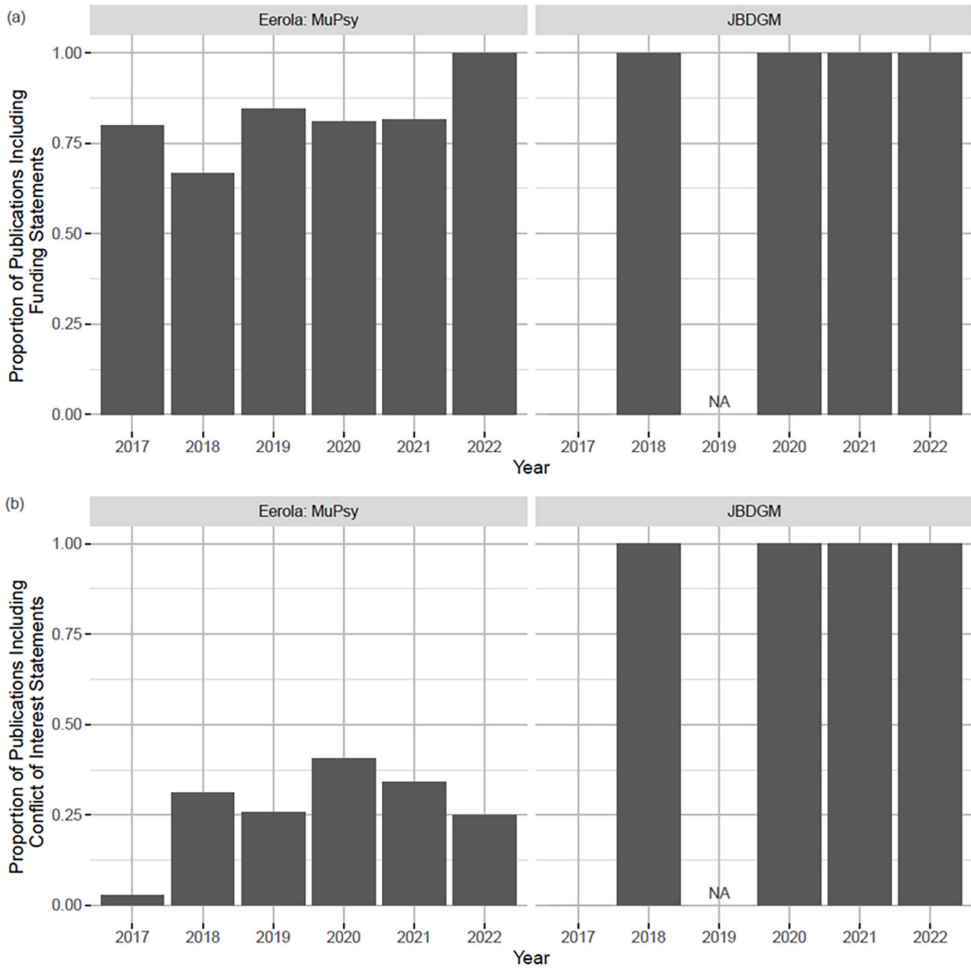 (a)
Eerola: MuPsy
JBDGM
Proportion of Publications Including
Funding Statements
1.00
0.75
0.50
0.25
0.00
NA
2017 2018 2019 2020 2021 2022
2017 2018 2019 2020 2021 2022
Year
(b)
Eerola: MuPsy
JBDGM
Proportion of Publications Including
Conflict of Interest Statements
1.00
0.75
0.50
0.25
0.00
NA
2017 2018 2019 2020 2021 2022
2017 2018 2019 2020 2021 2022
Year